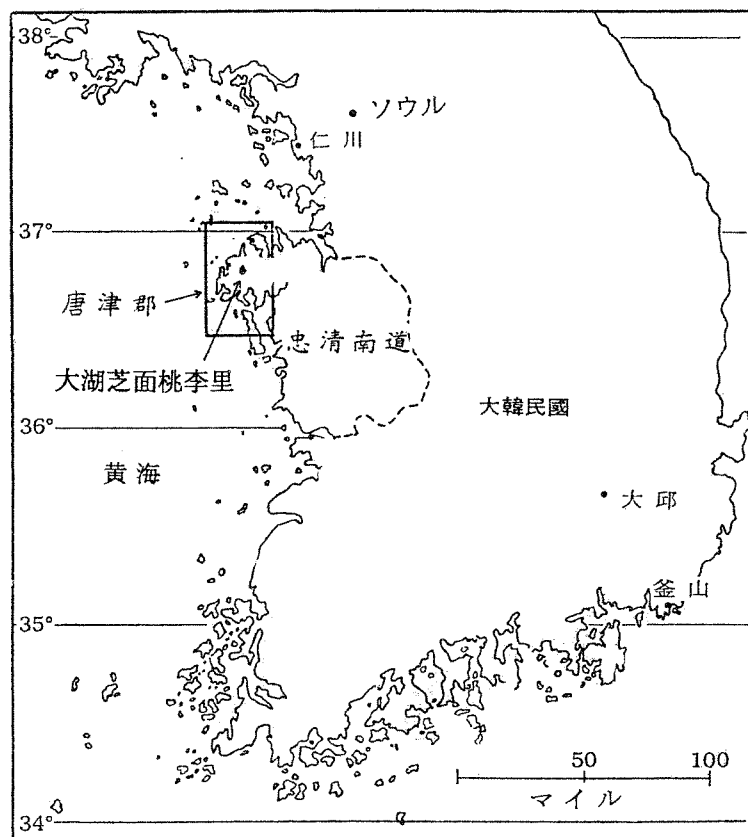 38°
ソウル
仁川
37°
唐津郡
忠清南道
大湖芝面桃李里
大韓民國
36°
黄海
大邱
釜山
35°
50 100
マイル
34°